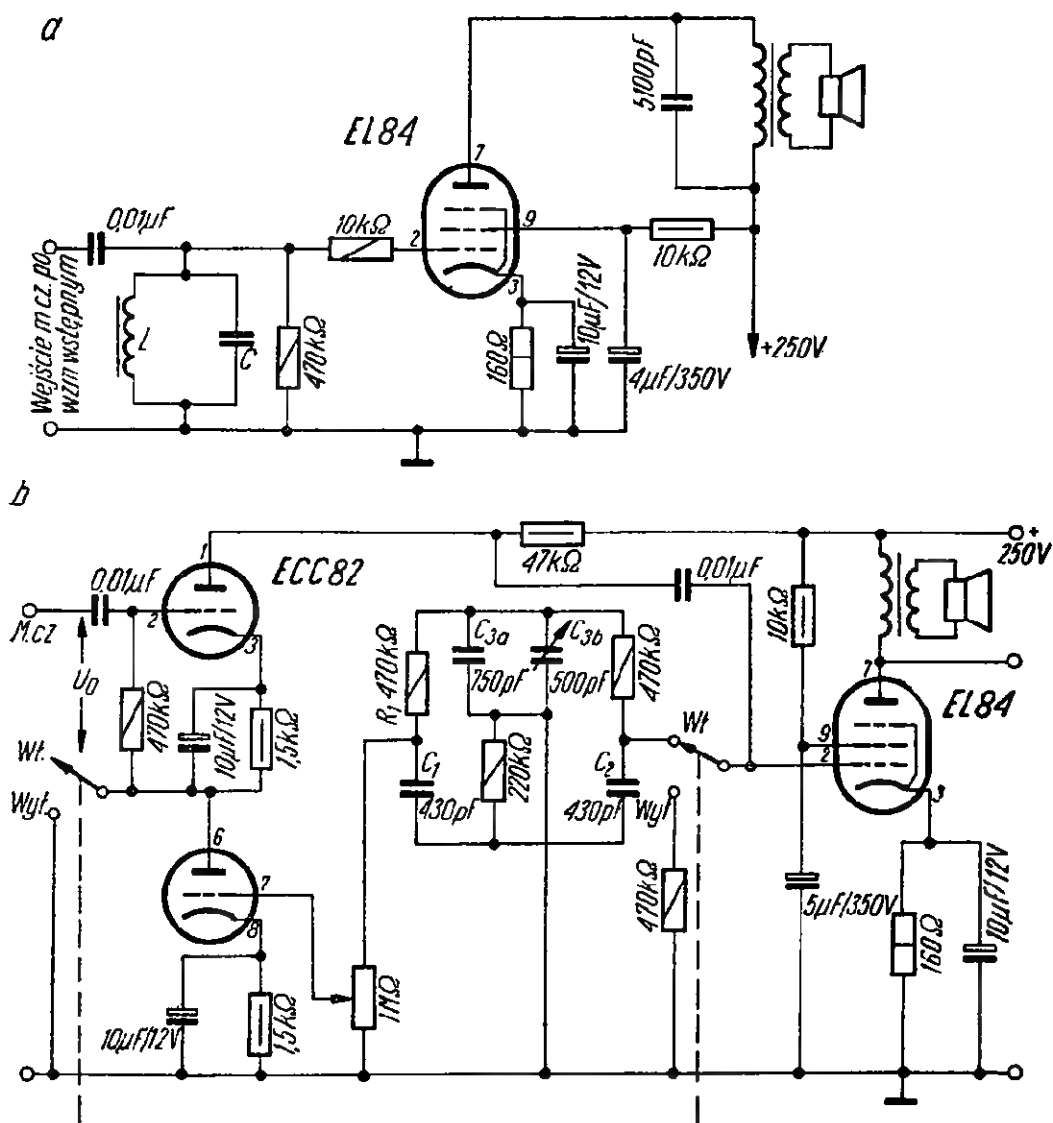 a
EL84
5100pF
7
0,01µF
10kΩ
2
9
10kΩ
3
Wejście m cz. po
wzm wstępnym
L
C
470kΩ
160Ω
10µF/12V
4µF/350V
+250V
b
1
ECC82
47kΩ
+
250V
0,01µF
0,01µF
M.cz
2
3
U0
470kΩ
10µF/12V
1,5kΩ
R1 470kΩ
C3a
750pF
C3b
500pF
470kΩ
10kΩ
7
EL84
9
2
3
Wt.
Wył.
C1
430pF
220kΩ
C2
430pF
Wt
Wył
6
7
8
470kΩ
5µF/350V
160Ω
10µF/12V
10µF/12V
1,5kΩ
1MΩ